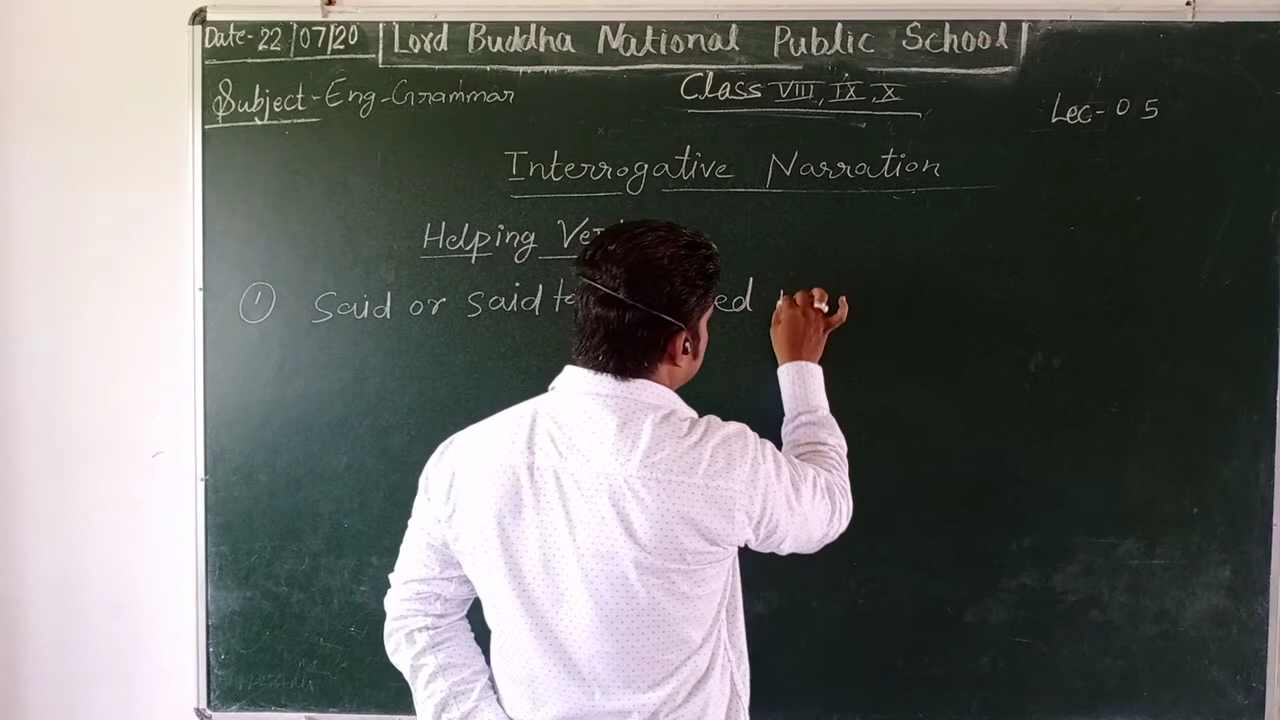 Date- 22/07/20 Lord Buddha National Public School
Subject-Eng-Grammar Class VIII, IX, X Lec-05
Interrogative Narration
Helping
① Said or said to